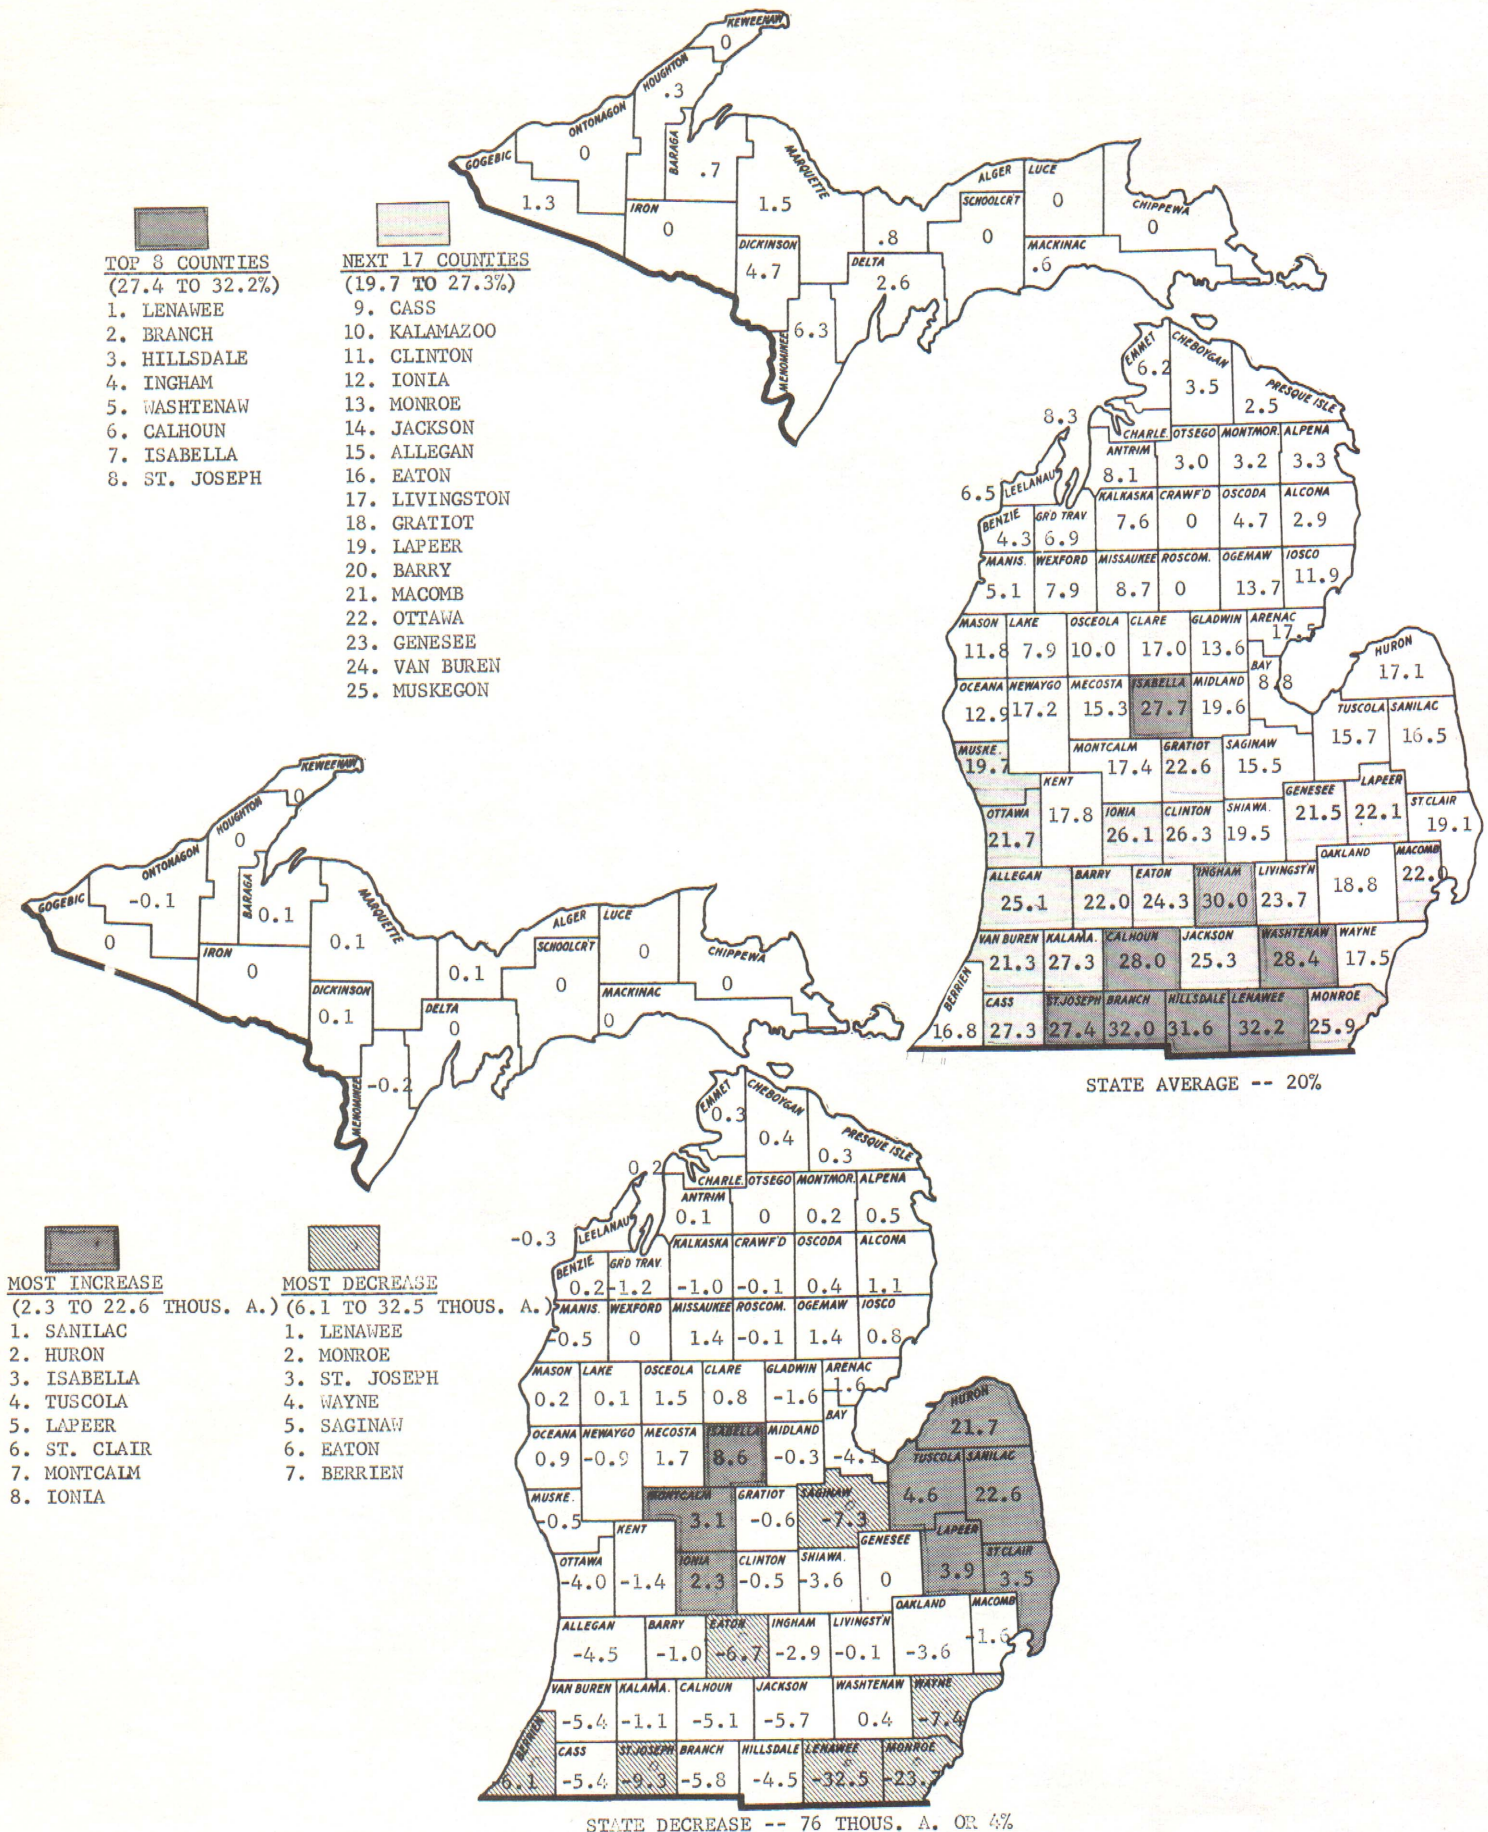 KEWEENAW
0
HOUGHTON
.3
ONTONAGON
0
BARAGA
.7
GOGEBIC
1.3
IRON
0
MARQUETTE
1.5
DICKINSON
4.7
MENOMINEE
6.3
DELTA
2.6
.8
ALGER
SCHOOLCR'T
0
LUCE
0
CHIPPEWA
0
MACKINAC
.6
TOP 8 COUNTIES
(27.4 TO 32.2%)
1. LENAWEE
2. BRANCH
3. HILLSDALE
4. INGHAM
5. WASHTENAW
6. CALHOUN
7. ISABELLA
8. ST. JOSEPH
NEXT 17 COUNTIES
(19.7 TO 27.3%)
9. CASS
10. KALAMAZOO
11. CLINTON
12. IONIA
13. MONROE
14. JACKSON
15. ALLEGAN
16. EATON
17. LIVINGSTON
18. GRATIOT
19. LAPEER
20. BARRY
21. MACOMB
22. OTTAWA
23. GENESEE
24. VAN BUREN
25. MUSKEGON
EMMET CHEBOYGAN PRESQUE ISLE
6.2 3.5 2.5
8.3
CHARLE. OTSEGO MONTMOR. ALPENA
ANTRIM
8.1 3.0 3.2 3.3
6.5 LEELANAU
KALKASKA CRAWF'D OSCODA ALCONA
BENZIE GR'D TRAV
4.3 6.9 7.6 0 4.7 2.9
MANIS. WEXFORD MISSAUKEE ROSCOM. OGEMAW IOSCO
5.1 7.9 8.7 0 13.7 11.9
MASON LAKE OSCEOLA CLARE GLADWIN ARENAC
11.8 7.9 10.0 17.0 13.6 17.5
HURON
17.1
BAY
8.8
OCEANA NEWAYGO MECOSTA ISABELLA MIDLAND
12.9 17.2 15.3 27.7 19.6
TUSCOLA SANILAC
15.7 16.5
MUSKE. MONTCALM GRATIOT SAGINAW
19.7 17.4 22.6 15.5
KENT GENESEE LAPEER ST CLAIR
17.8 21.5 22.1 19.1
OTTAWA IONIA CLINTON SHIAWA.
21.7 26.1 26.3 19.5
OAKLAND MACOMB
18.8 22.0
ALLEGAN BARRY EATON INGHAM LIVINGST'N
25.1 22.0 24.3 30.0 23.7
VAN BUREN KALAMA. CALHOUN JACKSON WASHTENAW WAYNE
21.3 27.3 28.0 25.3 28.4 17.5
BERRIEN CASS ST.JOSEPH BRANCH HILLSDALE LENAWEE MONROE
16.8 27.3 27.4 32.0 31.6 32.2 25.9
STATE AVERAGE -- 20%
KEWEENAW
0
HOUGHTON
0
ONTONAGON
-0.1
BARAGA
0.1
GOGEBIC
0
IRON
0
MARQUETTE
0.1
DICKINSON
0.1
MENOMINEE
-0.2
DELTA
0
0.1
ALGER
SCHOOLCR'T
0
LUCE
0
CHIPPEWA
0
MACKINAC
0
MOST INCREASE
(2.3 TO 22.6 THOUS. A.)
1. SANILAC
2. HURON
3. ISABELLA
4. TUSCOLA
5. LAPEER
6. ST. CLAIR
7. MONTCALM
8. IONIA
MOST DECREASE
(6.1 TO 32.5 THOUS. A.)
1. LENAWEE
2. MONROE
3. ST. JOSEPH
4. WAYNE
5. SAGINAW
6. EATON
7. BERRIEN
EMMET CHEBOYGAN PRESQUE ISLE
0.3 0.4 0.3
0.2
CHARLE. OTSEGO MONTMOR. ALPENA
ANTRIM
0.1 0 0.2 0.5
-0.3 LEELANAU
KALKASKA CRAWF'D OSCODA ALCONA
BENZIE GR'D TRAV.
0.2 -1.2 -1.0 -0.1 0.4 1.1
MANIS. WEXFORD MISSAUKEE ROSCOM. OGEMAW IOSCO
-0.5 0 1.4 -0.1 1.4 0.8
MASON LAKE OSCEOLA CLARE GLADWIN ARENAC
0.2 0.1 1.5 0.8 -1.6 1.6
HURON
21.7
BAY
-4.1
OCEANA NEWAYGO MECOSTA ISABELLA MIDLAND
0.9 -0.9 1.7 8.6 -0.3
TUSCOLA SANILAC
4.6 22.6
MUSKE. MONTCALM GRATIOT SAGINAW
-0.5 3.1 -0.6 -7.3
KENT GENESEE LAPEER ST CLAIR
-1.4 0 3.9 3.5
OTTAWA IONIA CLINTON SHIAWA.
-4.0 2.3 -0.5 -3.6
OAKLAND MACOMB
-3.6 -1.6
ALLEGAN BARRY EATON INGHAM LIVINGST'N
-4.5 -1.0 -6.7 -2.9 -0.1
VAN BUREN KALAMA. CALHOUN JACKSON WASHTENAW WAYNE
-5.4 -1.1 -5.1 -5.7 0.4 -7.4
BERRIEN CASS ST.JOSEPH BRANCH HILLSDALE LENAWEE MONROE
-6.1 -5.4 -9.3 -5.8 -4.5 -32.5 -23.7
STATE DECREASE -- 76 THOUS. A. OR 4%